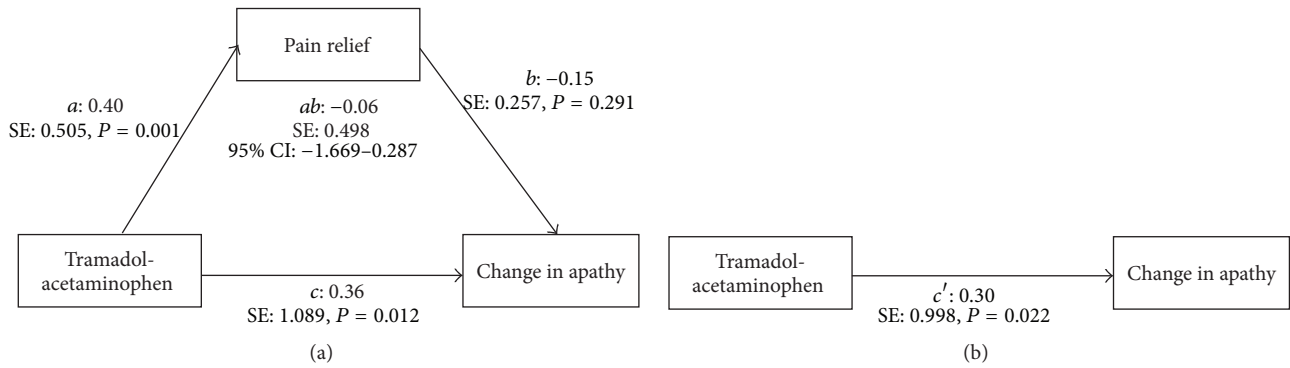 Pain relief
a: 0.40
SE: 0.505, P = 0.001
ab: −0.06
SE: 0.498
95% CI: −1.669–0.287
b: −0.15
SE: 0.257, P = 0.291
Tramadol-
acetaminophen
Change in apathy
c: 0.36
SE: 1.089, P = 0.012
(a)
Tramadol-
acetaminophen
Change in apathy
c′: 0.30
SE: 0.998, P = 0.022
(b)